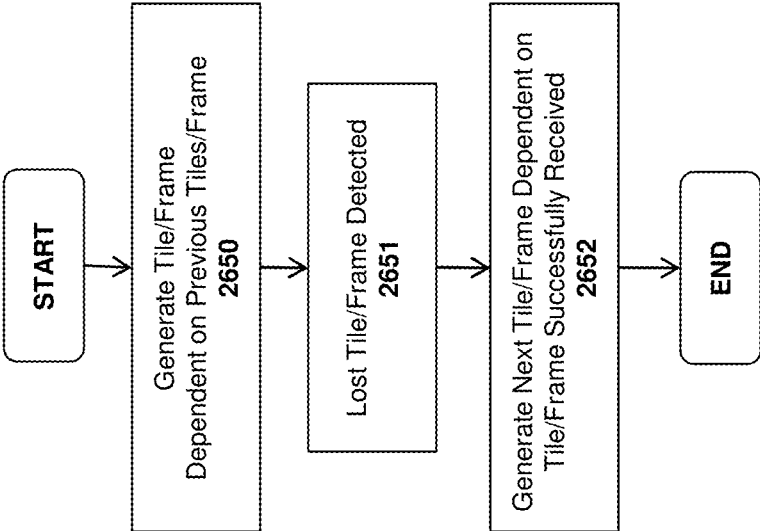 START
Generate Tile/Frame
Dependent on Previous Tiles/Frame
2650
Lost Tile/Frame Detected
2651
Generate Next Tile/Frame Dependent on
Tile/Frame Successfully Received
2652
END